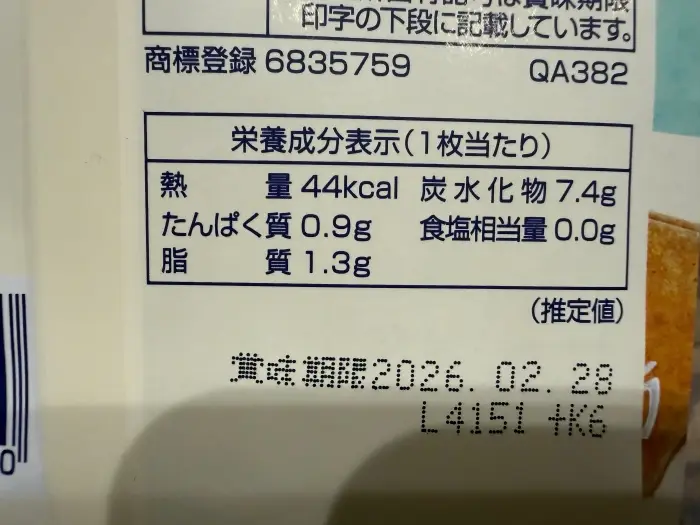 印字の下段に記載しています。
商標登録 6835759 QA382
栄養成分表示(1枚当たり)
熱量 44kcal 炭水化物 7.4g
たんぱく質 0.9g 食塩相当量 0.0g
脂質 1.3g
(推定値)
賞味期限2026. 02. 28
L4151 +K6
0